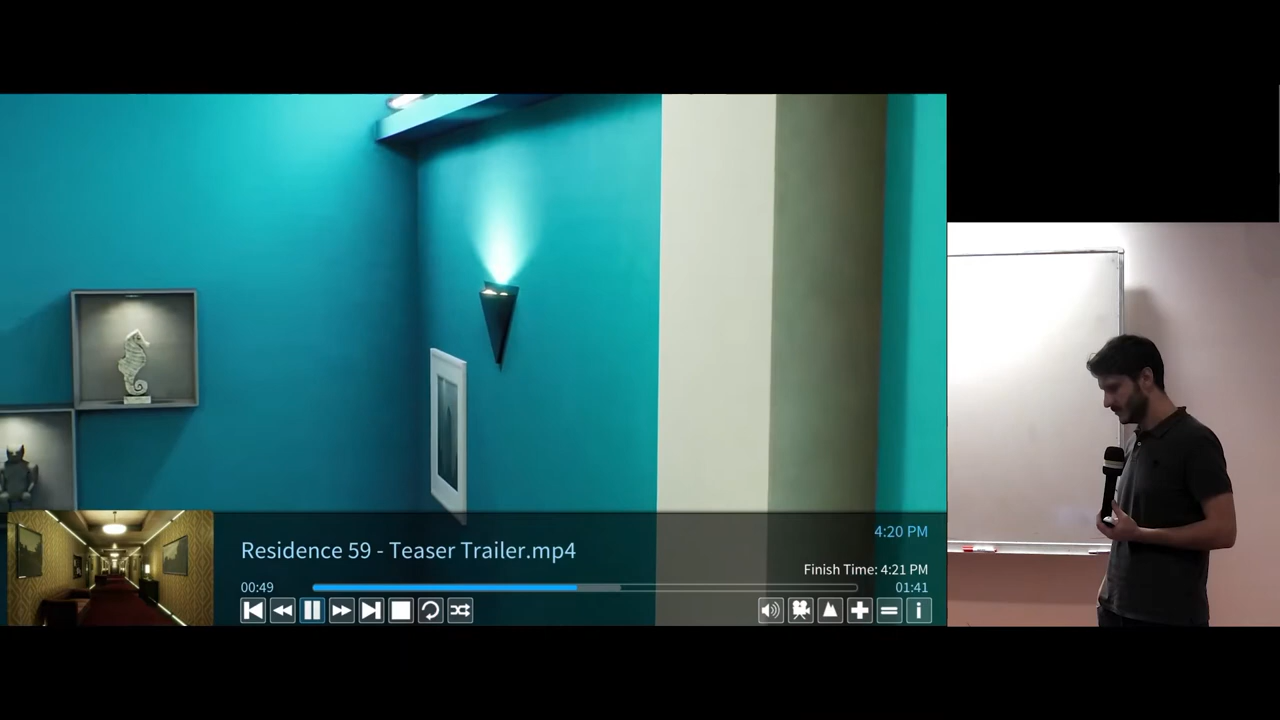 4:20 PM
Residence 59 - Teaser Trailer.mp4
Finish Time: 4:21 PM
00:49
01:41